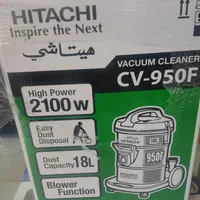 HITACHI
Inspire the Next
هيتاشي
VACUUM CLEANER
CV-950F
High Power
2100W
Easy
Dust
Disposal
Dust
Capacity 18L
Blower
Function
950F